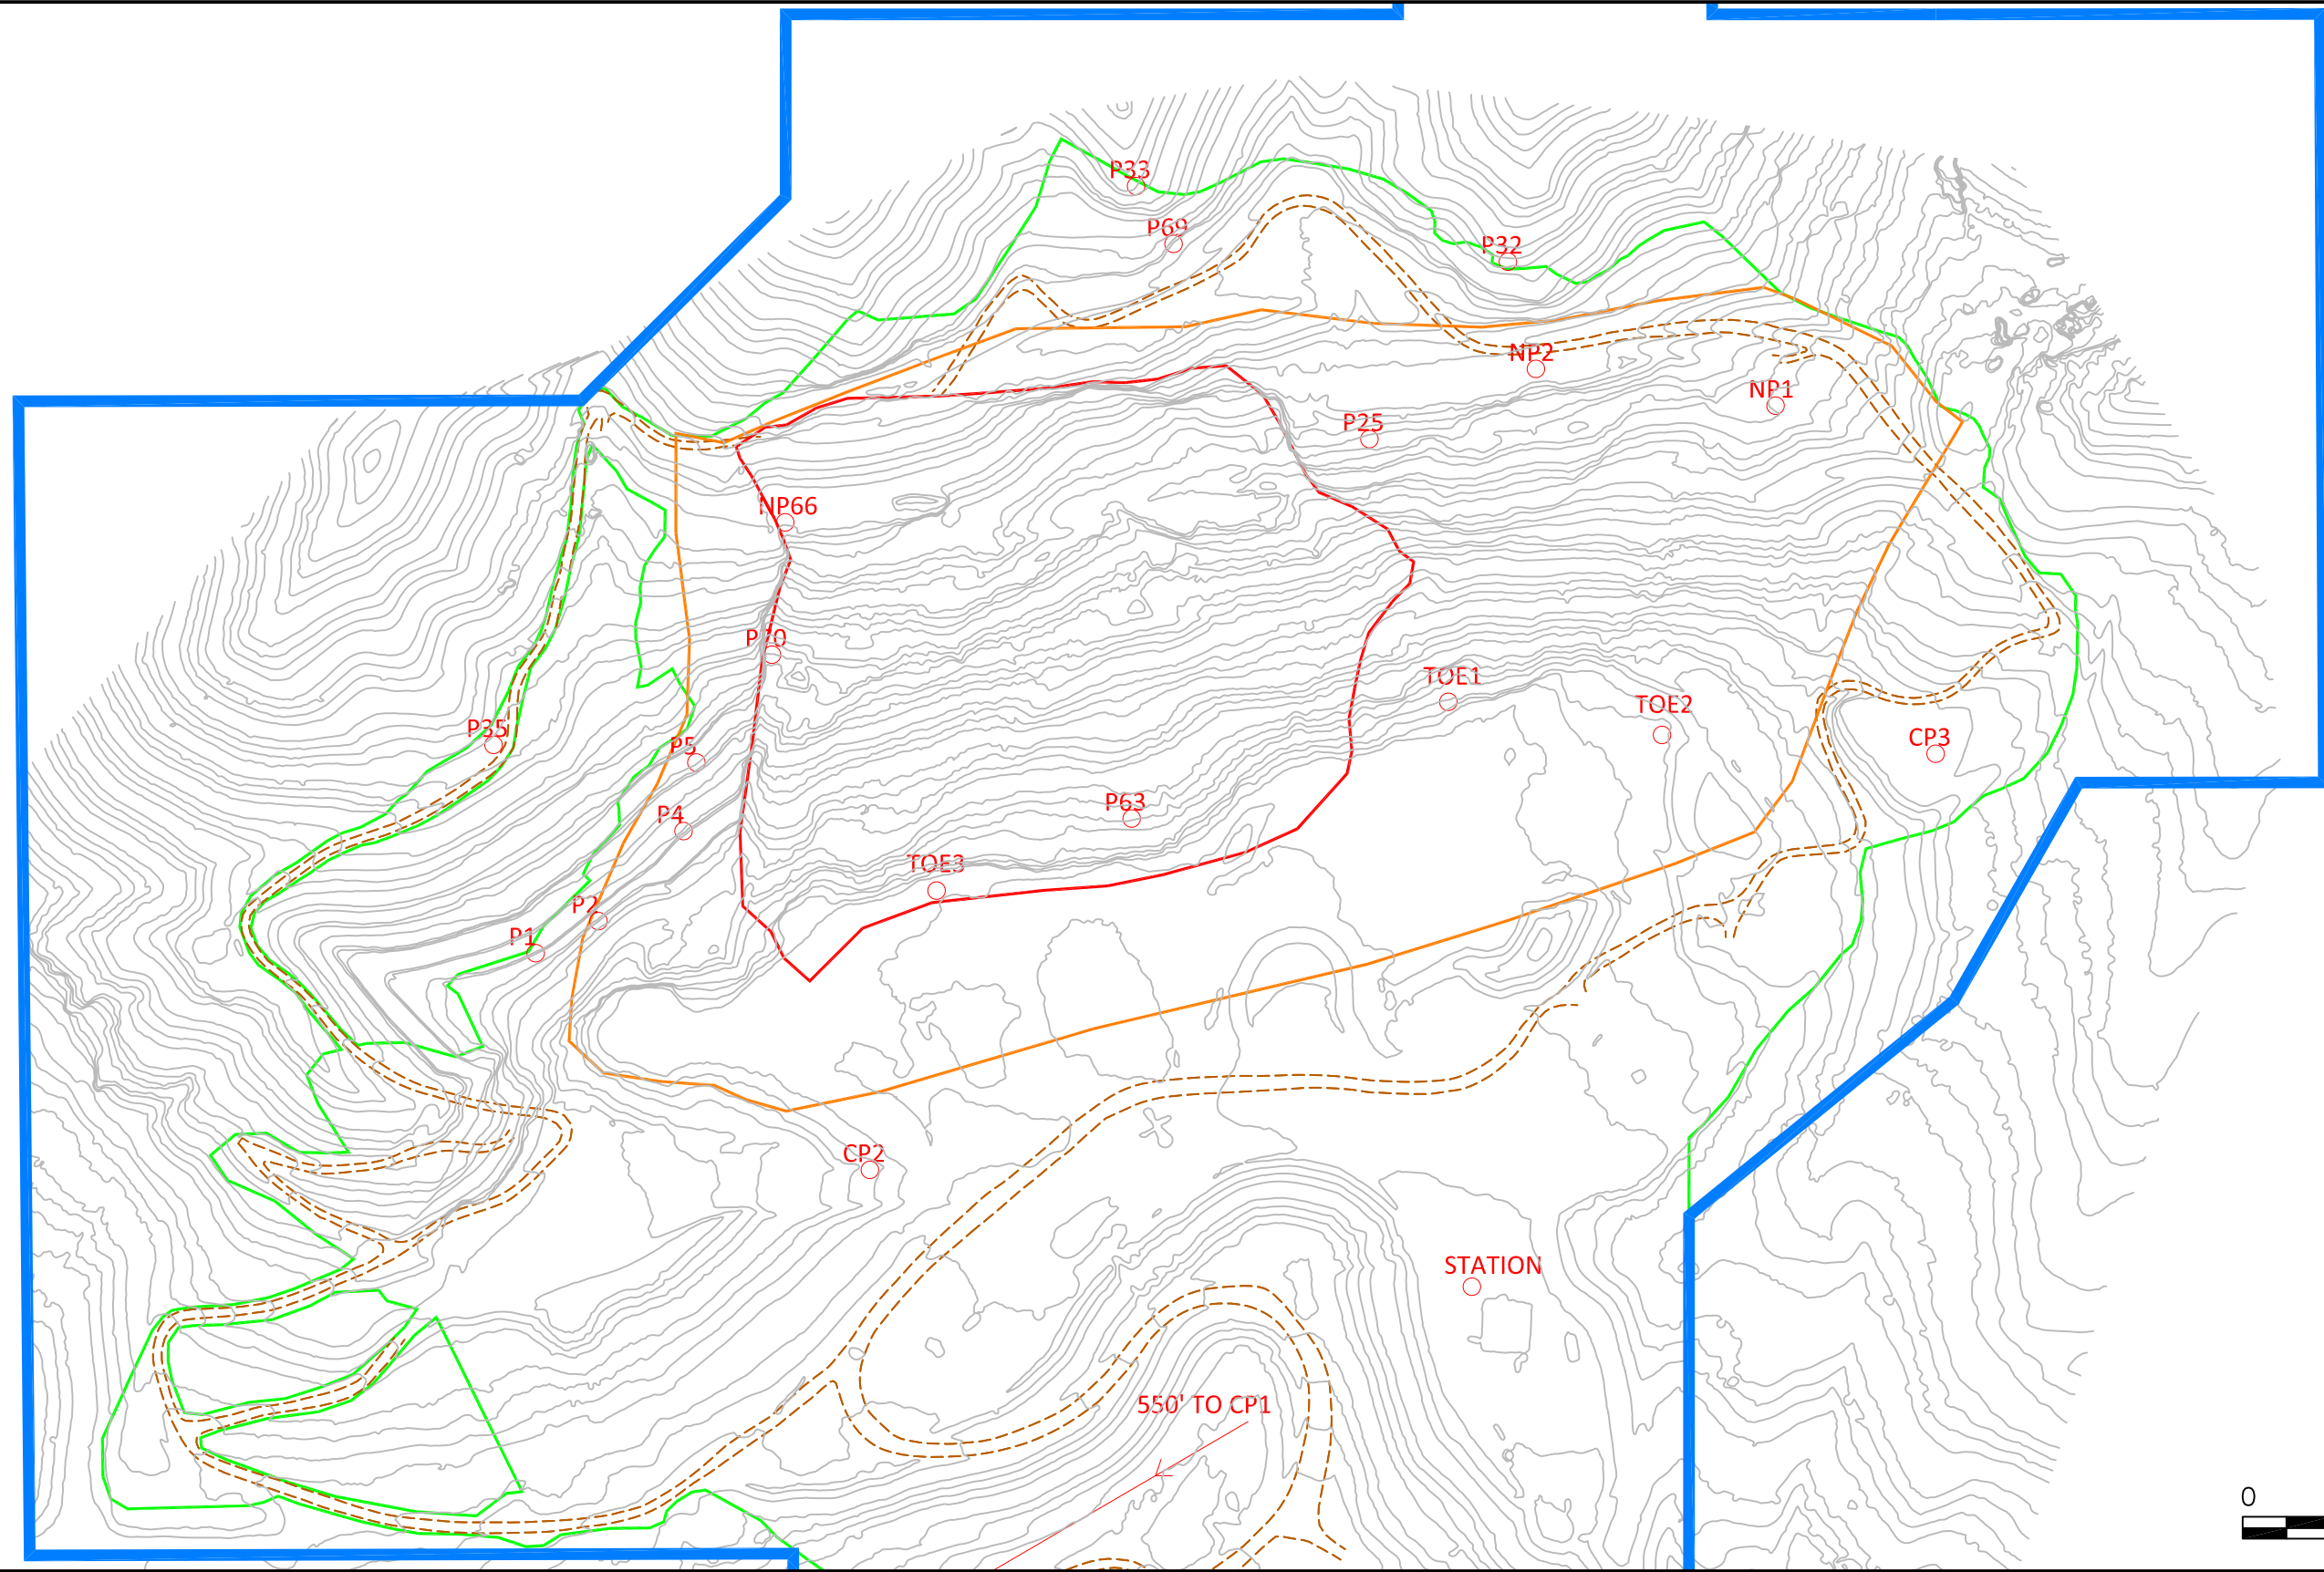 P33
P69
P32
NP2
NP1
P25
NP66
P70
TOE1
TOE2
P35
CP3
P5
P63
P4
TOE3
P2
P1
CP2
STATION
550' TO CP1
0